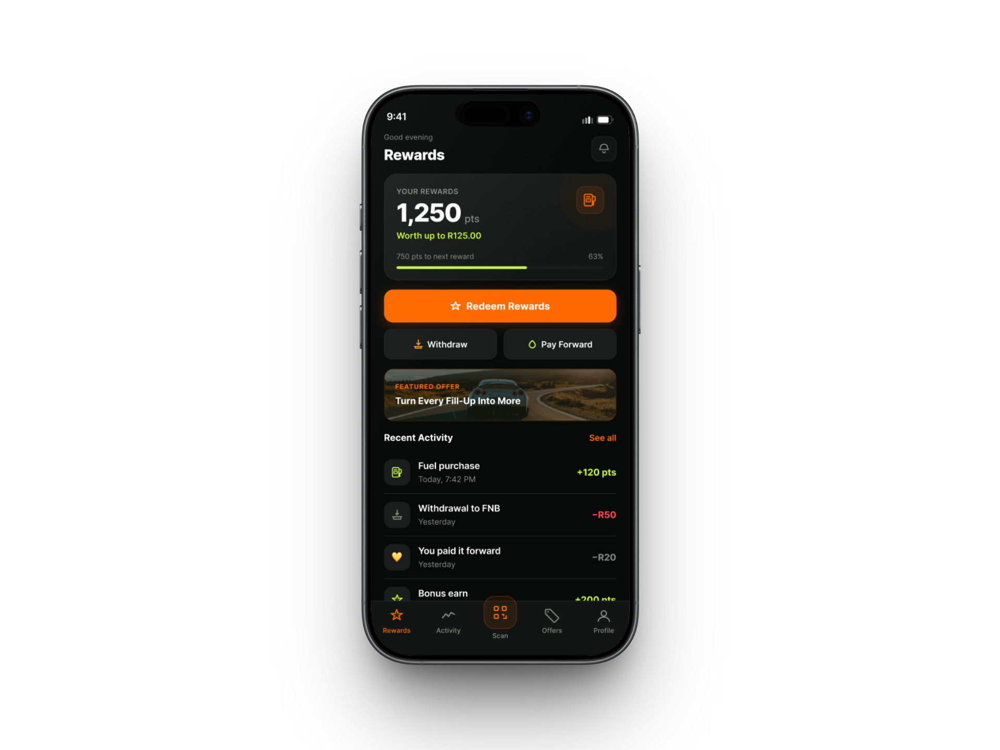 9:41
Good evening
Rewards
YOUR REWARDS
1,250 pts
Worth up to R125.00
750 pts to next reward 63%
Redeem Rewards
Withdraw Pay Forward
FEATURED OFFER
Turn Every Fill-Up Into More
Recent Activity See all
Fuel purchase
Today, 7:42 PM
+120 pts
Withdrawal to FNB
Yesterday
−R50
You paid it forward
Yesterday
−R20
Bonus earn
+200 pts
Rewards Activity Scan Offers Profile